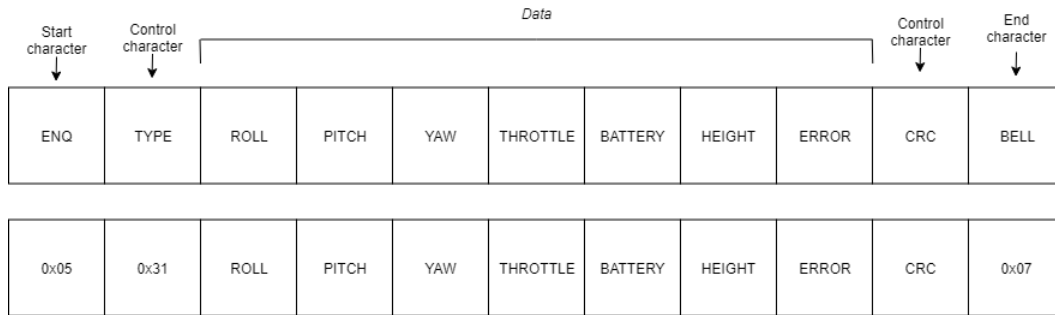 Data
Start
character
Control
character
Control
character
End
character
ENQ TYPE ROLL PITCH YAW THROTTLE BATTERY HEIGHT ERROR CRC BELL
0x05 0x31 ROLL PITCH YAW THROTTLE BATTERY HEIGHT ERROR CRC 0x07